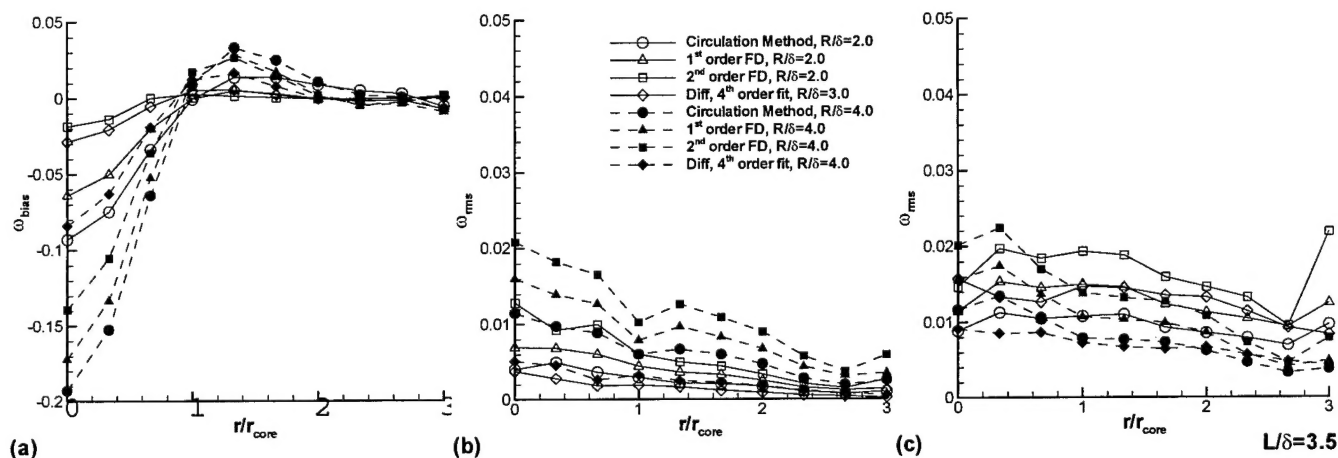 0.05
0
-0.05
-0.1
-0.15
-0.2
ω_bias
0 1 2 3
r/r_core
(a)
0.05
0.04
0.03
0.02
0.01
0
ω_rms
Circulation Method, R/δ=2.0
1st order FD, R/δ=2.0
2nd order FD, R/δ=2.0
Diff, 4th order fit, R/δ=3.0
Circulation Method, R/δ=4.0
1st order FD, R/δ=4.0
2nd order FD, R/δ=4.0
Diff, 4th order fit, R/δ=4.0
0 1 2 3
r/r_core
(b)
0.05
0.04
0.03
0.02
0.01
0
ω_rms
0 1 2 3
r/r_core
(c)
L/δ=3.5